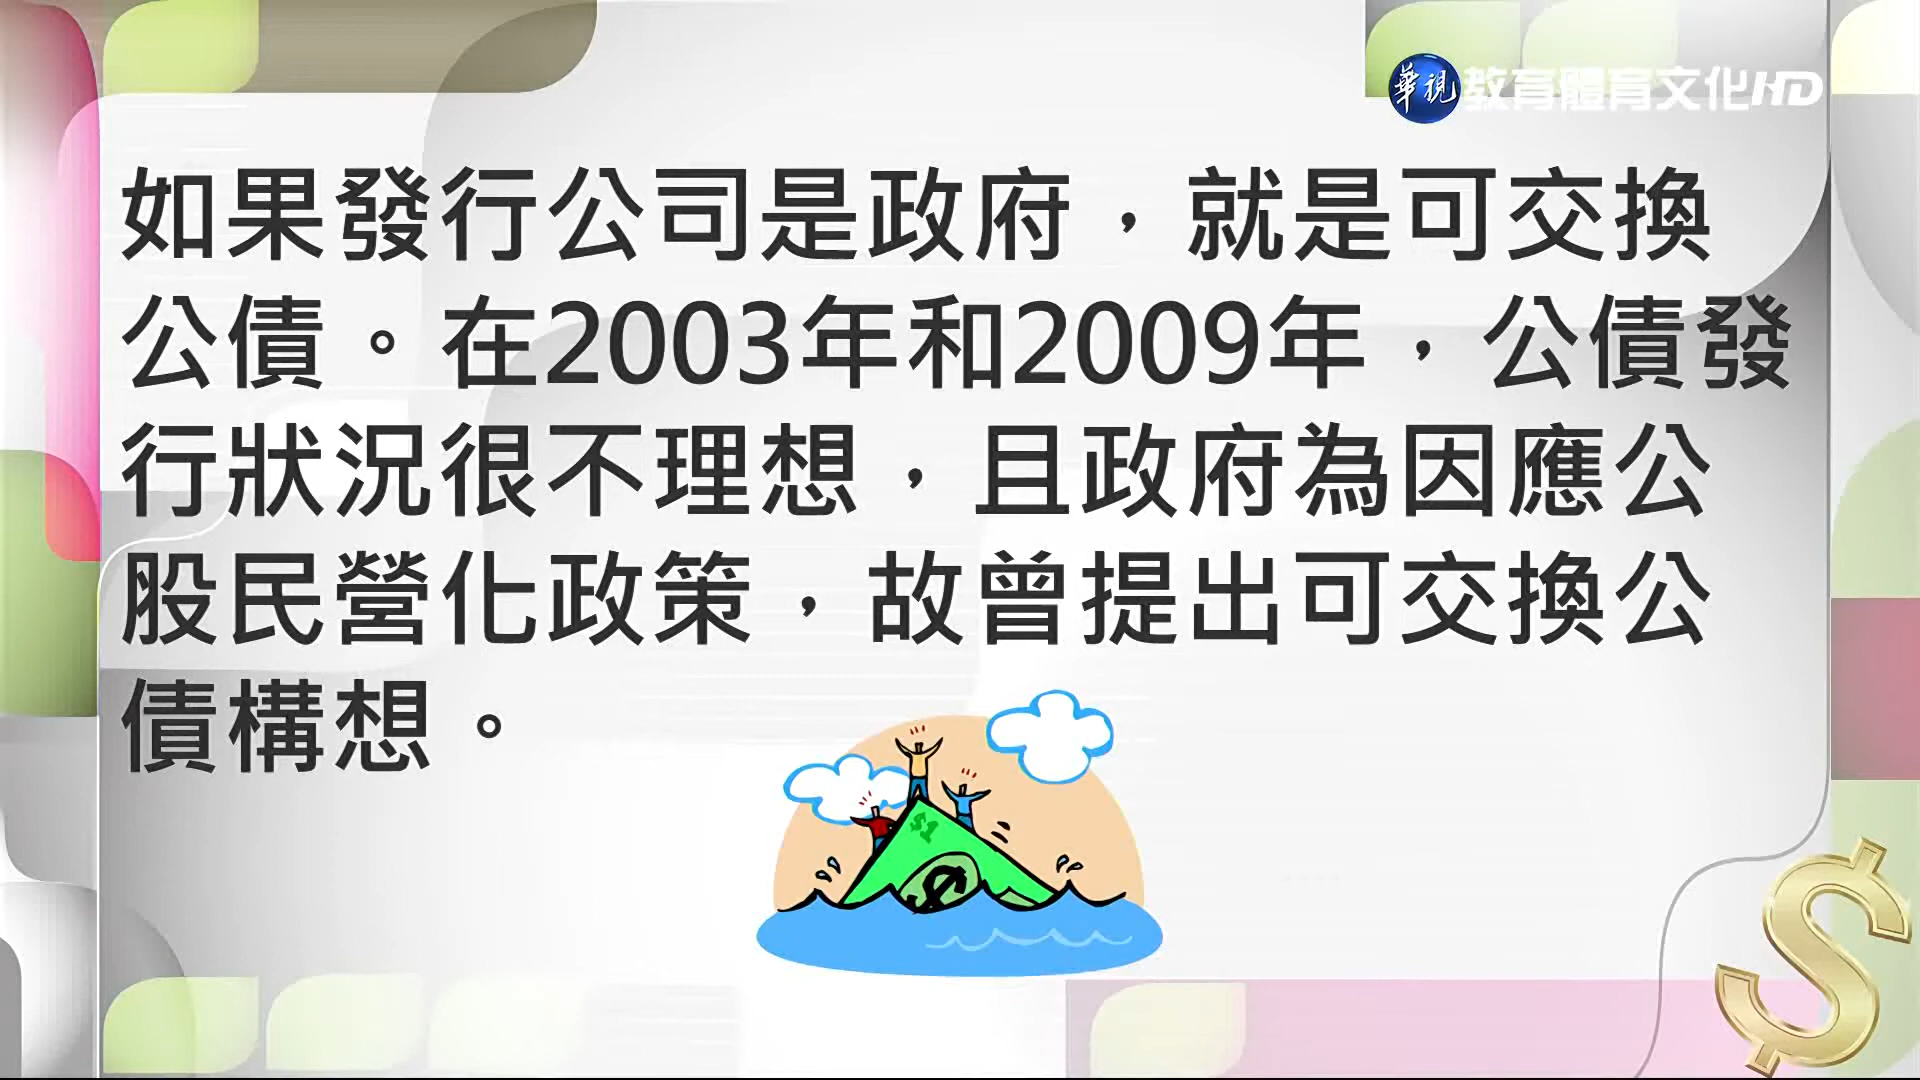 華視 教育體育文化HD
如果發行公司是政府，就是可交換
公債。在2003年和2009年，公債發
行狀況很不理想，且政府為因應公
股民營化政策，故曾提出可交換公
債構想。
$1
$
$